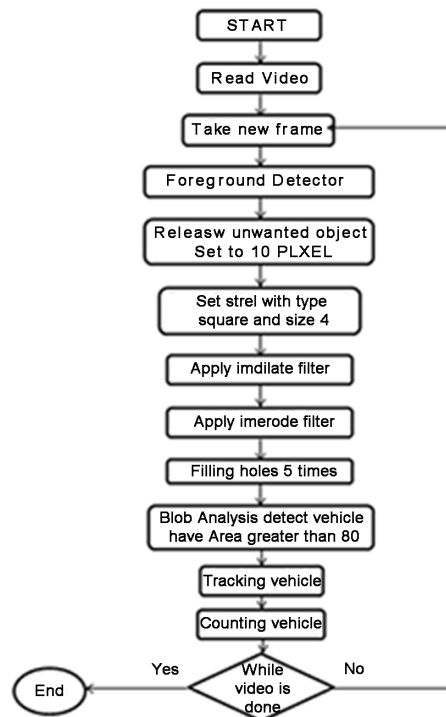 START
Read Video
Take new frame
Foreground Detector
Releasw unwanted object
Set to 10 PLXEL
Set strel with type
square and size 4
Apply imdilate filter
Apply imerode filter
Filling holes 5 times
Blob Analysis detect vehicle
have Area greater than 80
Tracking vehicle
Counting vehicle
Yes
While
No
video is
done
End